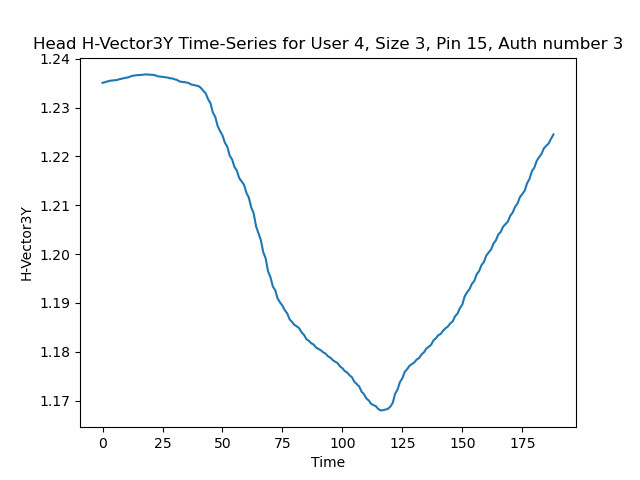 Head H-Vector3Y Time-Series for User 4, Size 3, Pin 15, Auth number 3
1.24
1.23
1.22
1.21
1.20
1.19
1.18
1.17
H-Vector3Y
0 25 50 75 100 125 150 175
Time